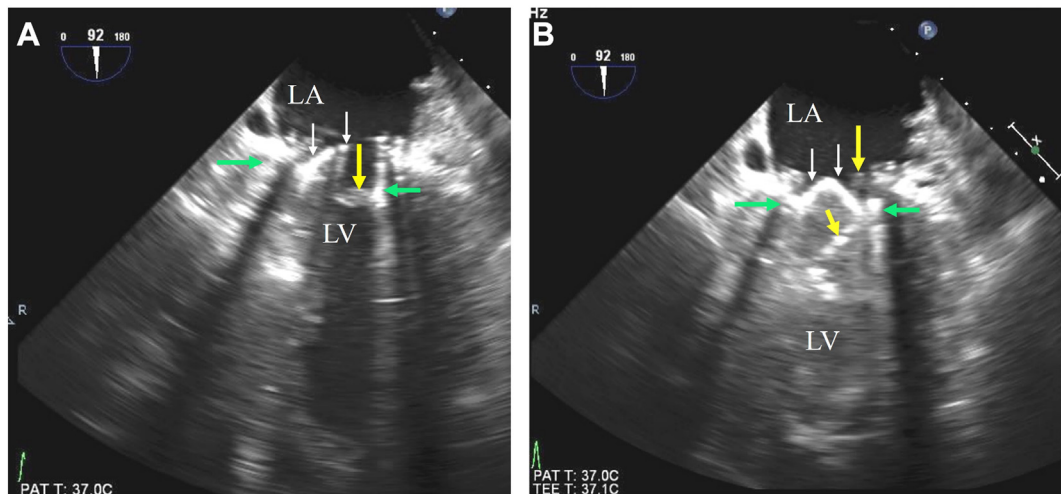 A
0 92 180
P
LA
LV
R
PAT T: 37.0C
Hz
B
0 92 180
P
LA
X
LV
R
PAT T: 37.0C
TEE T: 37.1C